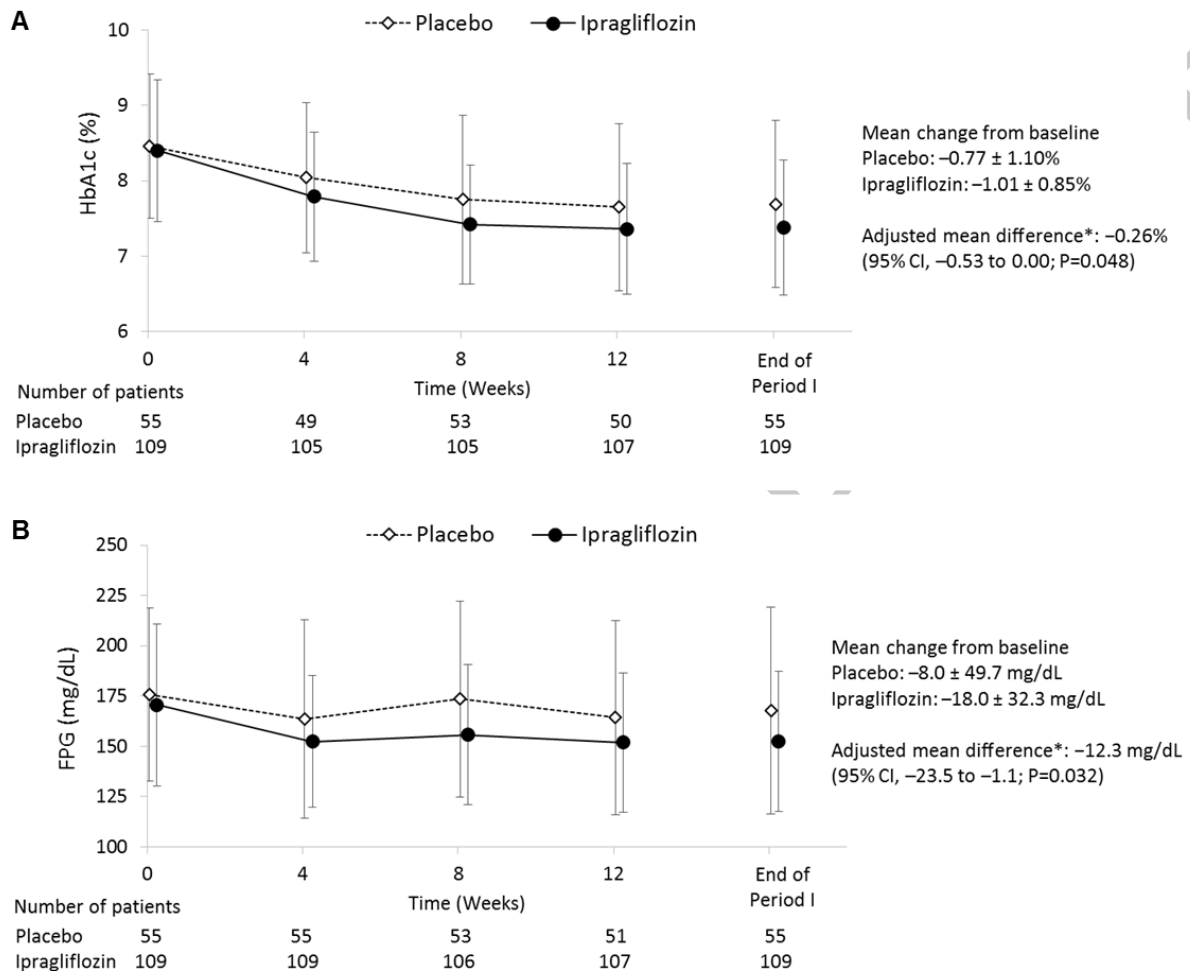 A
Placebo Ipragliflozin
10
9
8
7
6
HbA1c (%)
Mean change from baseline
Placebo: −0.77 ± 1.10%
Ipragliflozin: −1.01 ± 0.85%
Adjusted mean difference*: −0.26%
(95% CI, −0.53 to 0.00; P=0.048)
0 4 8 12 End of
Period I
Time (Weeks)
Number of patients
Placebo 55 49 53 50 55
Ipragliflozin 109 105 105 107 109
B
Placebo Ipragliflozin
250
225
200
175
150
125
100
FPG (mg/dL)
Mean change from baseline
Placebo: −8.0 ± 49.7 mg/dL
Ipragliflozin: −18.0 ± 32.3 mg/dL
Adjusted mean difference*: −12.3 mg/dL
(95% CI, −23.5 to −1.1; P=0.032)
0 4 8 12 End of
Period I
Time (Weeks)
Number of patients
Placebo 55 55 53 51 55
Ipragliflozin 109 109 106 107 109